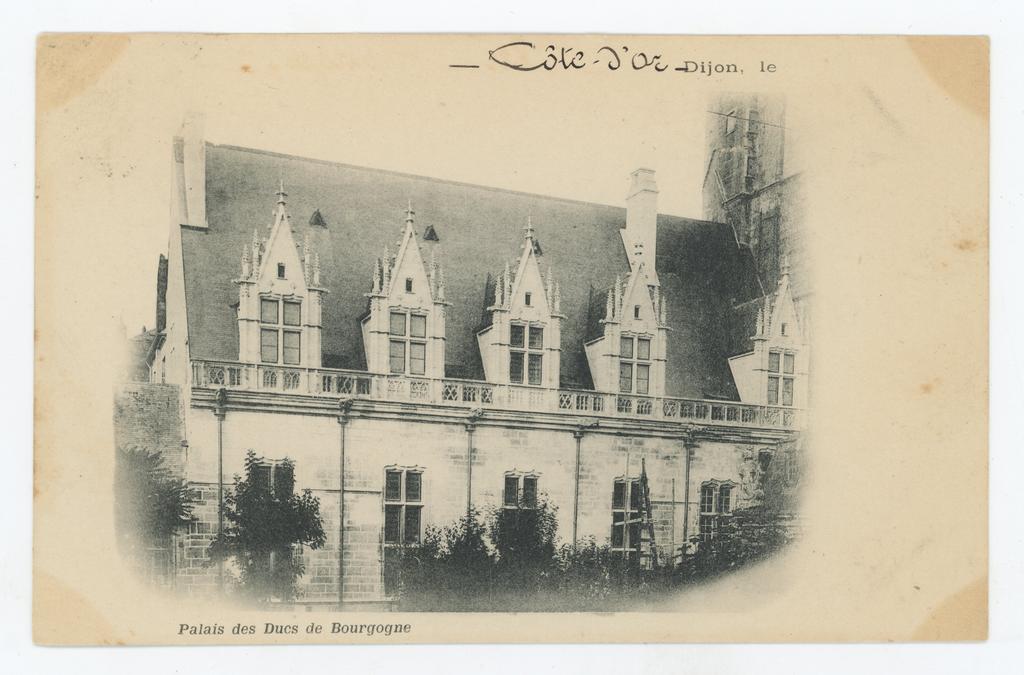 — Côte-d'Or — Dijon, le
Palais des Ducs de Bourgogne